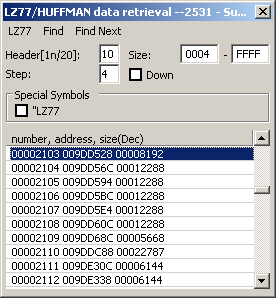 LZ77/HUFFMAN data retrieval --2531 - Su...
LZ77 Find Find Next
Header[1n/20]: 10 Size: 0004 - FFFF
Step: 4 Down
Special Symbols
"LZ77
number, address, size(Dec)
00002103 009DD528 00008192
00002104 009DD56C 00012288
00002105 009DD594 00012288
00002106 009DD5BC 00012288
00002107 009DD5E4 00012288
00002108 009DD60C 00012288
00002109 009DD68C 00005668
00002110 009DDC88 00022787
00002111 009DE30C 00006144
00002112 009DE338 00006144